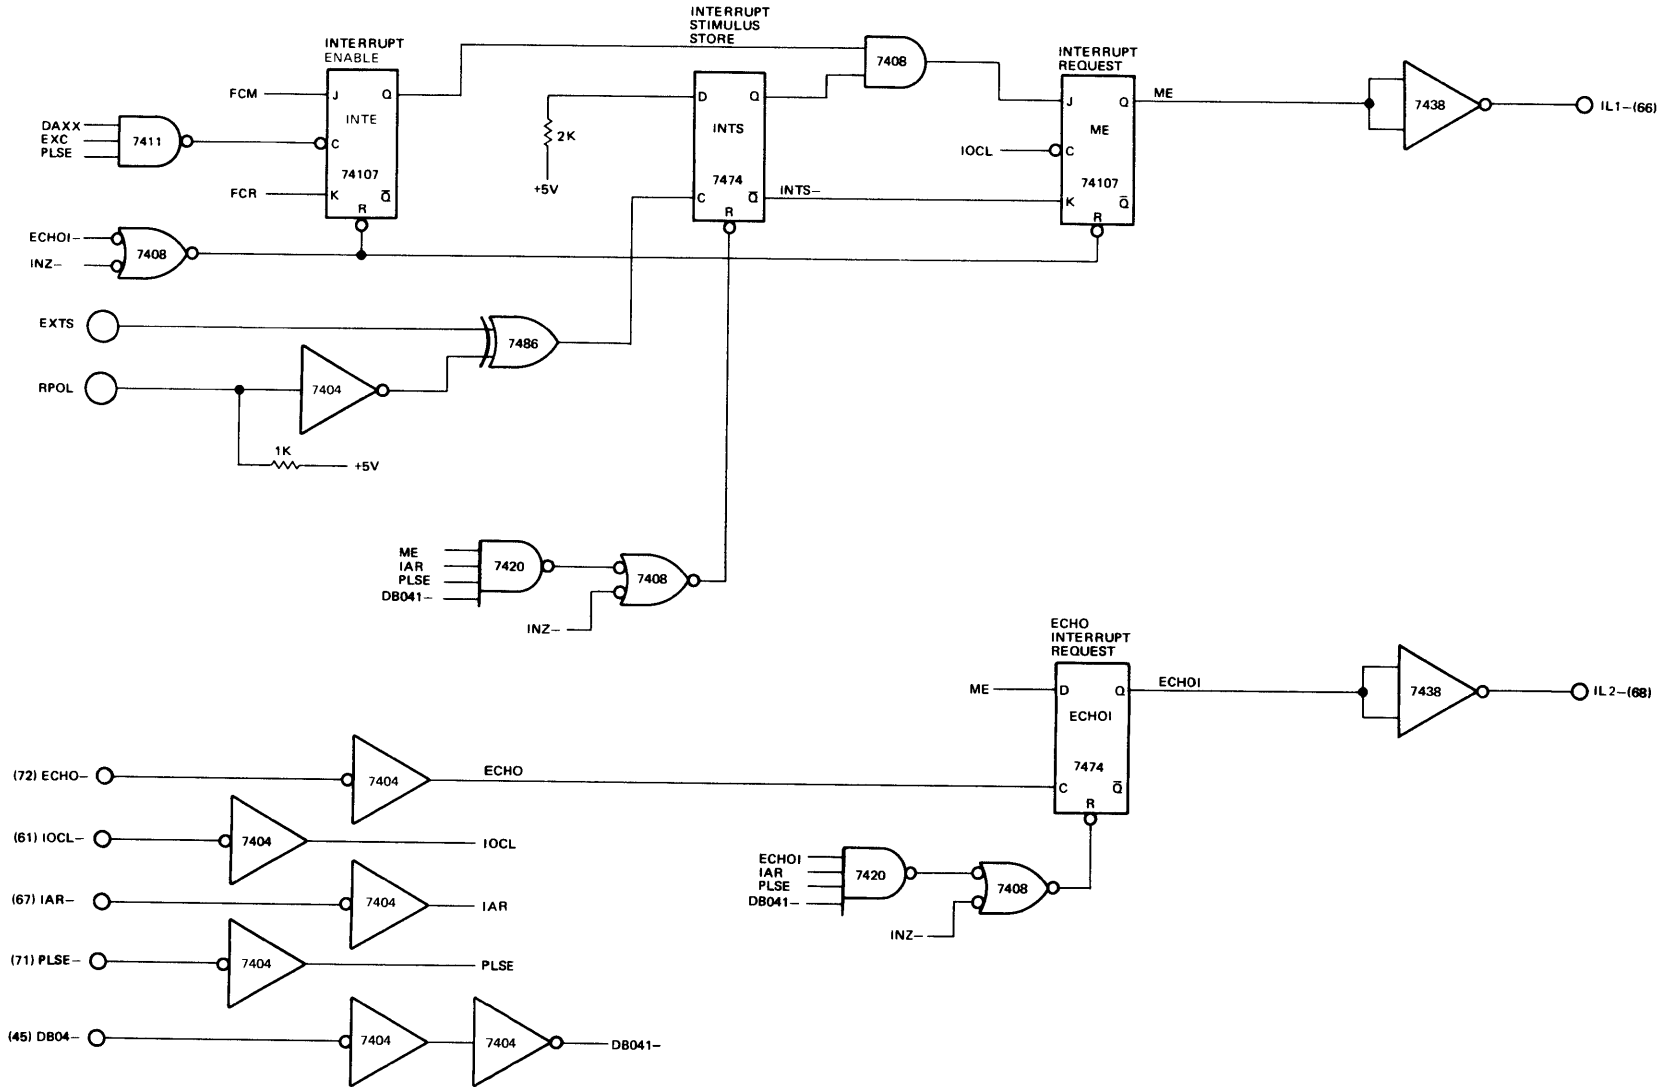 INTERRUPT
STIMULUS
STORE
INTERRUPT
ENABLE
INTERRUPT
REQUEST
FCM
J
Q
INTE
C
74107
FCR
K
Q̅
R
DAXX
EXC
PLSE
7411
ECHOI–
INZ–
7408
2K
+5V
D
Q
INTS
7474
C
Q̅
R
INTS–
7408
IOCL
J
Q
ME
C
74107
K
Q̅
R
ME
7438
IL1–(66)
EXTS
RPOL
7404
7486
1K
+5V
ME
IAR
PLSE
DB041–
7420
7408
INZ–
ECHO
INTERRUPT
REQUEST
ME
D
Q
ECHOI
7474
C
Q̅
R
ECHOI
7438
IL2–(68)
(72) ECHO–
7404
ECHO
(61) IOCL–
7404
IOCL
(67) IAR–
7404
IAR
(71) PLSE–
7404
PLSE
(45) DB04–
7404
7404
DB041–
ECHOI
IAR
PLSE
DB041–
7420
7408
INZ–